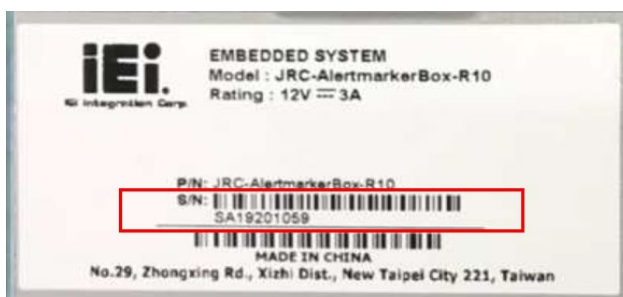 iEi.
IEI Integration Corp.
EMBEDDED SYSTEM
Model : JRC-AlertmarkerBox-R10
Rating : 12V ⎓ 3A
P/N: JRC-AlertmarkerBox-R10
S/N:
SA19201059
MADE IN CHINA
No.29, Zhongxing Rd., Xizhi Dist., New Taipei City 221, Taiwan